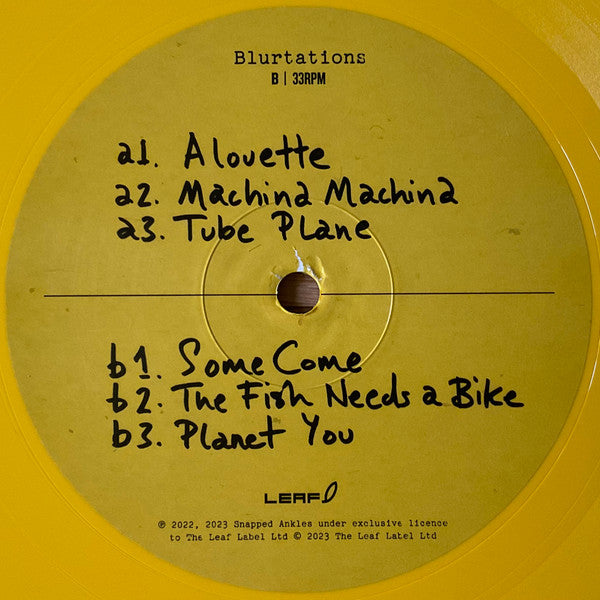 Blurtations
B | 33RPM
a1. Alouette
a2. Machina Machina
a3. Tube Plane
b1. Some Come
b2. The Fish Needs a Bike
b3. Planet You
LEAF
℗ 2022, 2023 Snapped Ankles under exclusive licence
to The Leaf Label Ltd © 2023 The Leaf Label Ltd